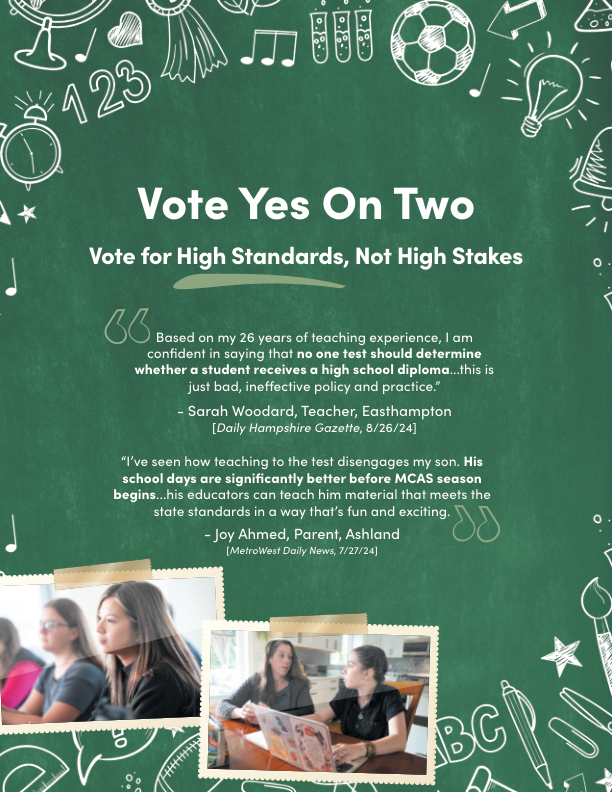 123
Vote Yes On Two
Vote for High Standards, Not High Stakes
Based on my 26 years of teaching experience, I am
confident in saying that no one test should determine
whether a student receives a high school diploma...this is
just bad, ineffective policy and practice.”
- Sarah Woodard, Teacher, Easthampton
[Daily Hampshire Gazette, 8/26/24]
“I’ve seen how teaching to the test disengages my son. His
school days are significantly better before MCAS season
begins...his educators can teach him material that meets the
state standards in a way that’s fun and exciting.
- Joy Ahmed, Parent, Ashland
[MetroWest Daily News, 7/27/24]
ABC